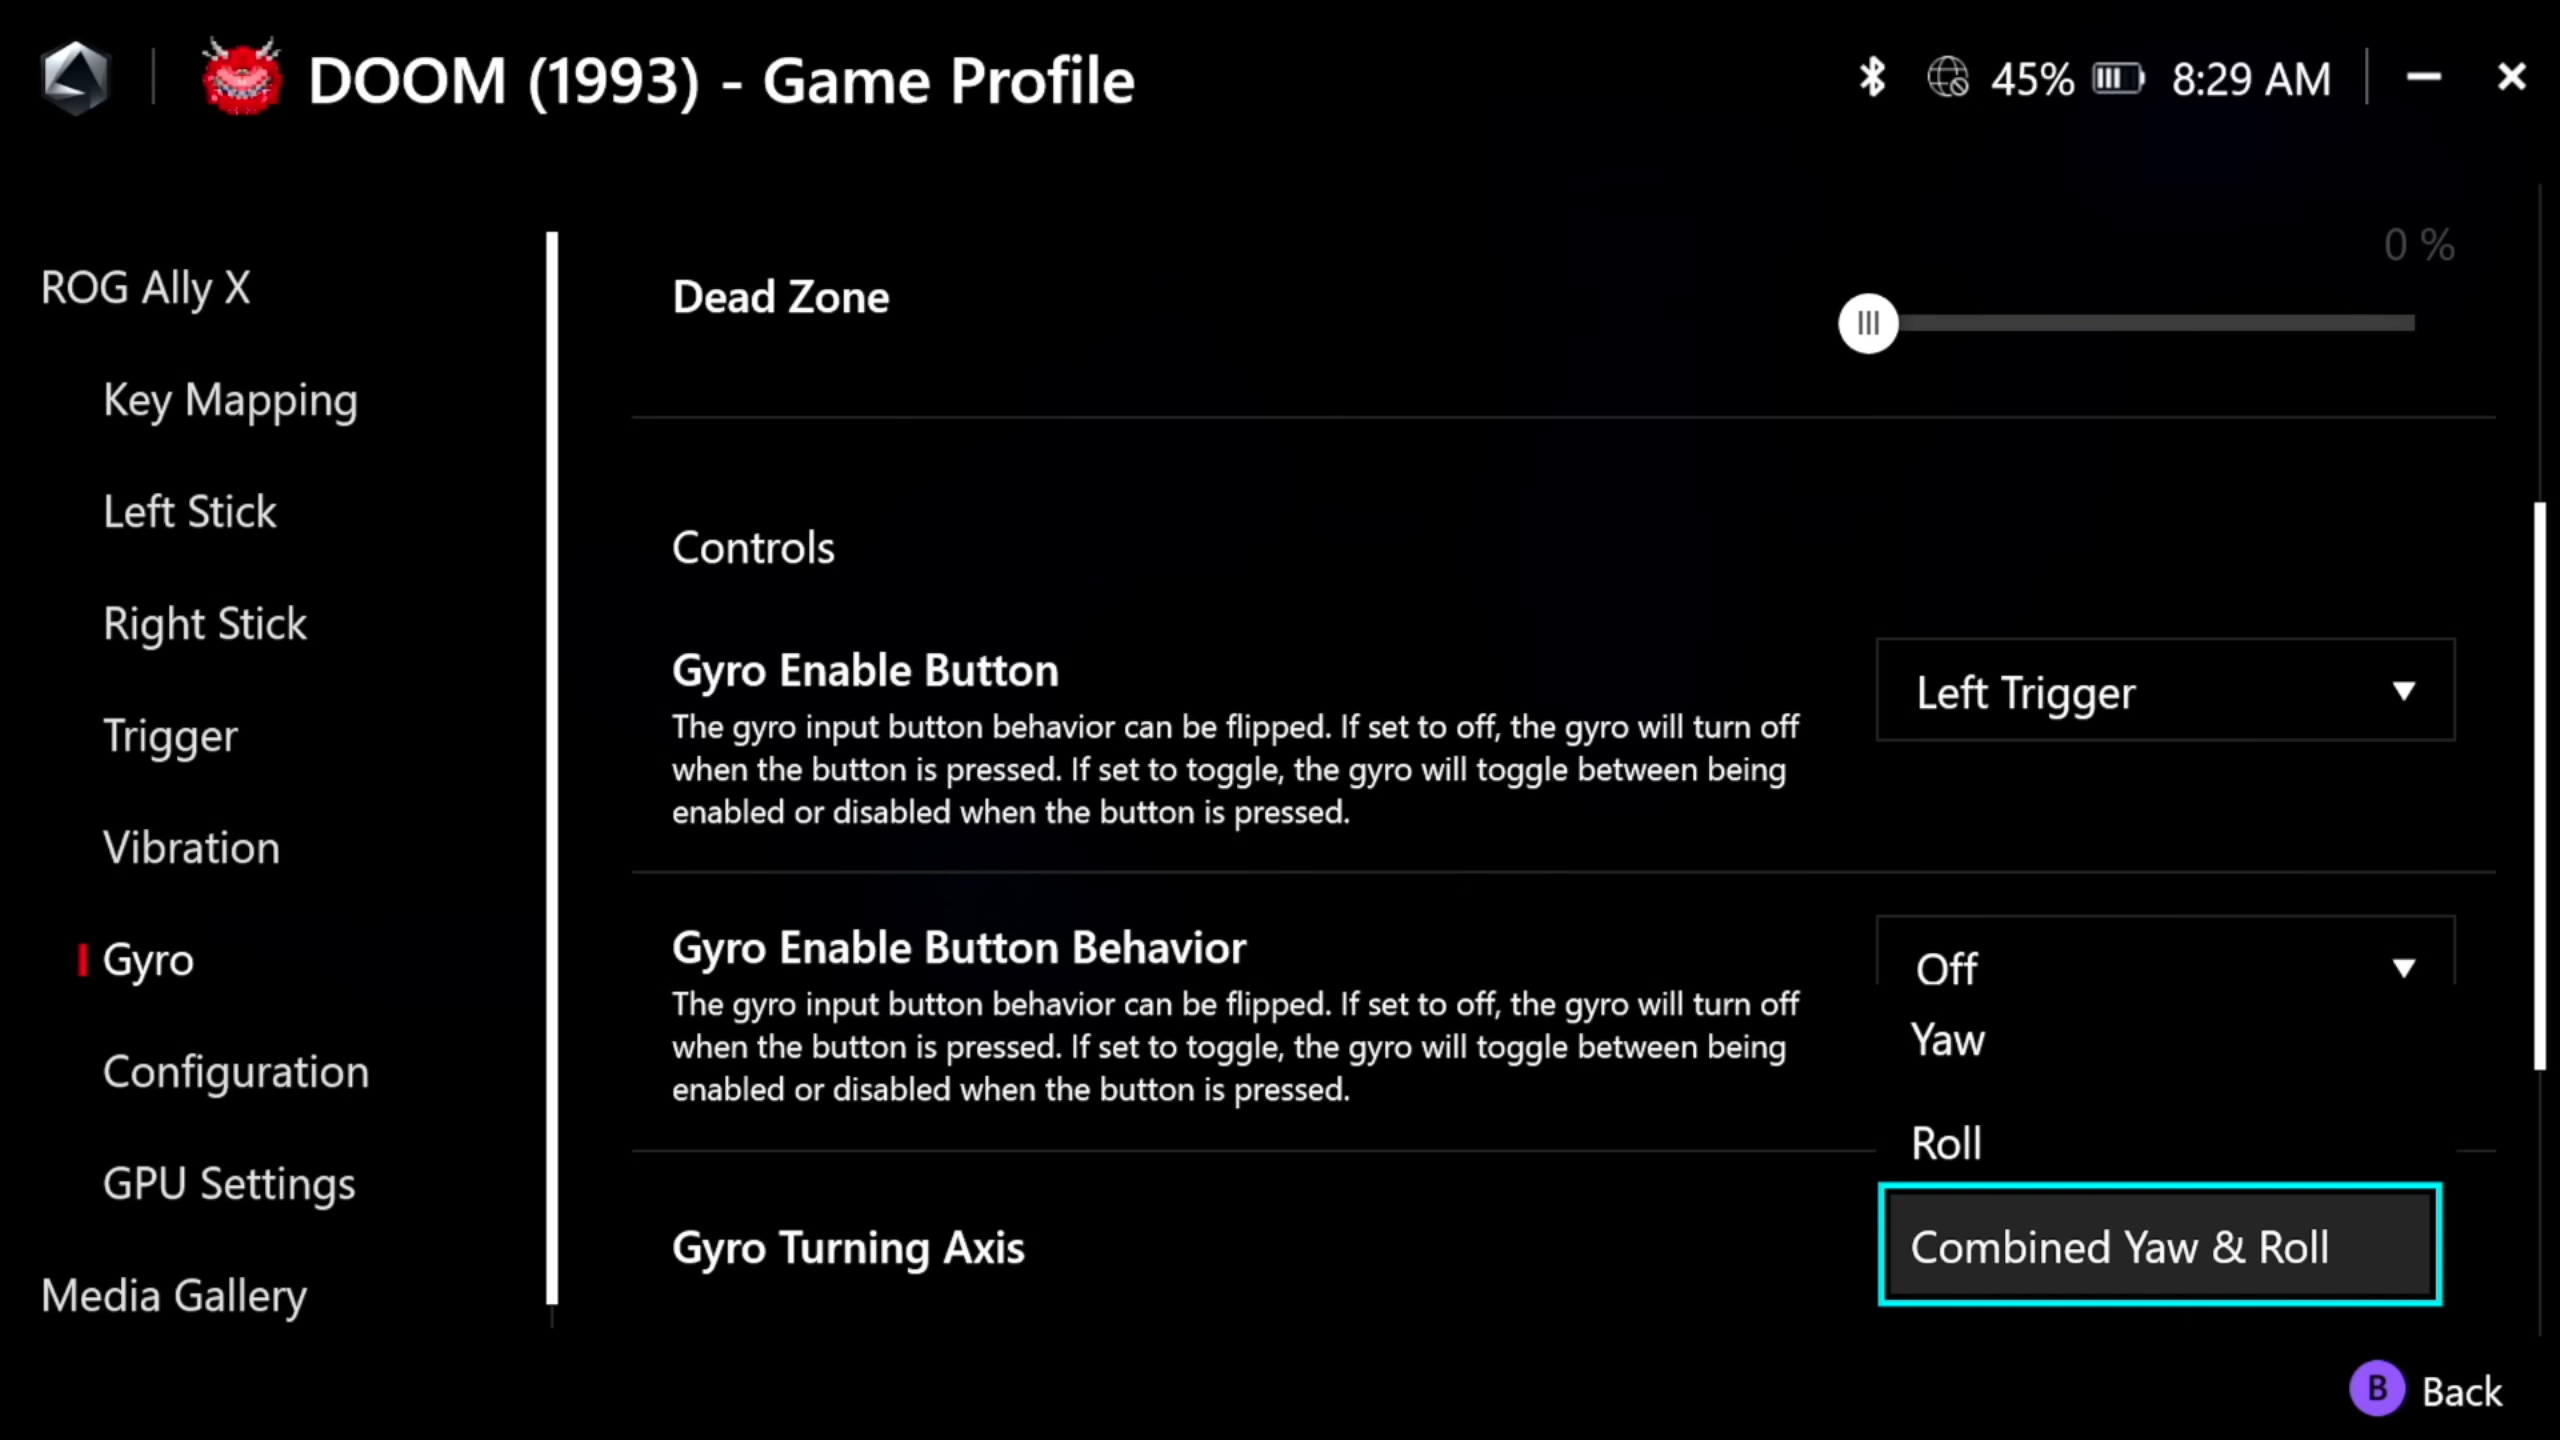 DOOM (1993) - Game Profile
45%
8:29 AM
ROG Ally X
Key Mapping
Left Stick
Right Stick
Trigger
Vibration
Gyro
Configuration
GPU Settings
Media Gallery
0 %
Dead Zone
Controls
Gyro Enable Button
The gyro input button behavior can be flipped. If set to off, the gyro will turn off
when the button is pressed. If set to toggle, the gyro will toggle between being
enabled or disabled when the button is pressed.
Left Trigger
Gyro Enable Button Behavior
The gyro input button behavior can be flipped. If set to off, the gyro will turn off
when the button is pressed. If set to toggle, the gyro will toggle between being
enabled or disabled when the button is pressed.
Off
Yaw
Roll
Gyro Turning Axis
Combined Yaw & Roll
B Back